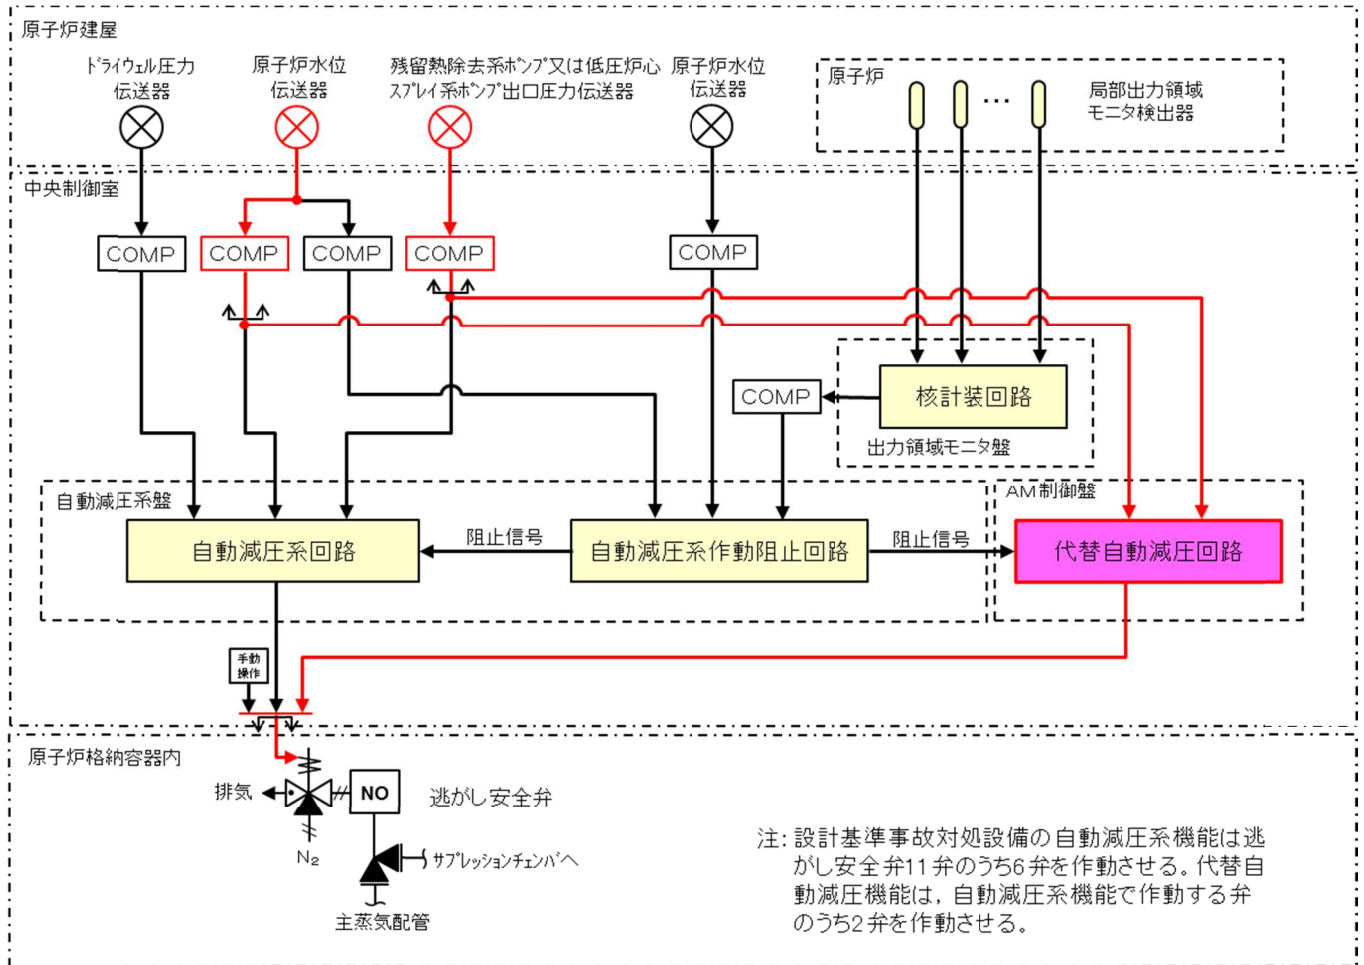 原子炉建屋
ドライウェル圧力
伝送器
原子炉水位
伝送器
残留熱除去系ポンプ又は低圧炉心
スプレイ系ポンプ出口圧力伝送器
原子炉水位
伝送器
原子炉
…
局部出力領域
モニタ検出器
中央制御室
COMP
COMP
COMP
COMP
COMP
COMP
核計装回路
出力領域モニタ盤
自動減圧系盤
AM制御盤
自動減圧系回路
阻止信号
自動減圧系作動阻止回路
阻止信号
代替自動減圧回路
手動
操作
原子炉格納容器内
排気
NO
逃がし安全弁
N₂
サプレッションチェンバへ
主蒸気配管
注: 設計基準事故対処設備の自動減圧系機能は逃
がし安全弁11弁のうち6弁を作動させる。代替自
動減圧機能は，自動減圧系機能で作動する弁
のうち2弁を作動させる。